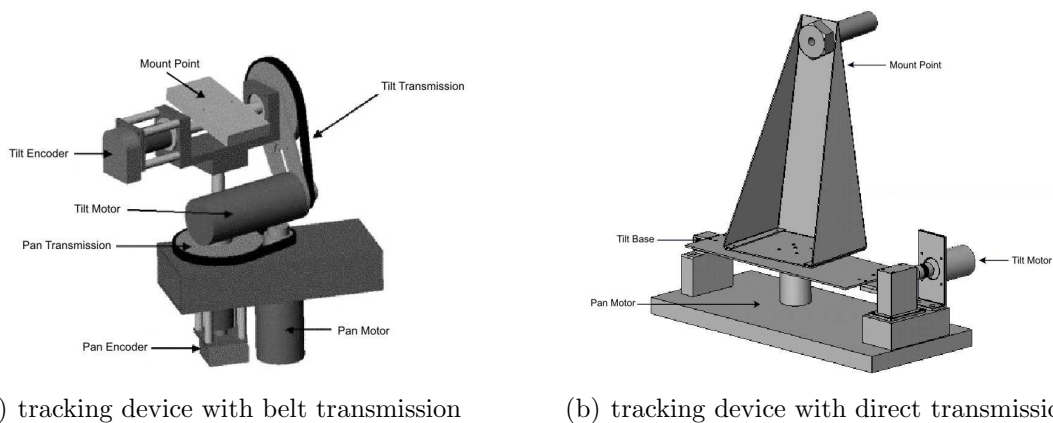 Mount Point
Tilt Transmission
Tilt Encoder
Tilt Motor
Pan Transmission
Pan Motor
Pan Encoder
) tracking device with belt transmission
Mount Point
Tilt Base
Tilt Motor
Pan Motor
(b) tracking device with direct transmissio